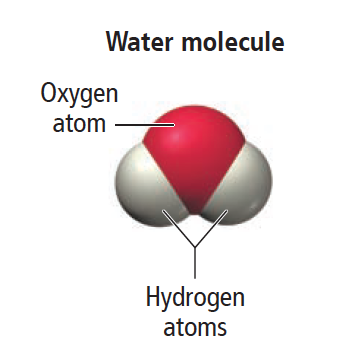 Water molecule
Oxygen
atom
Hydrogen
atoms